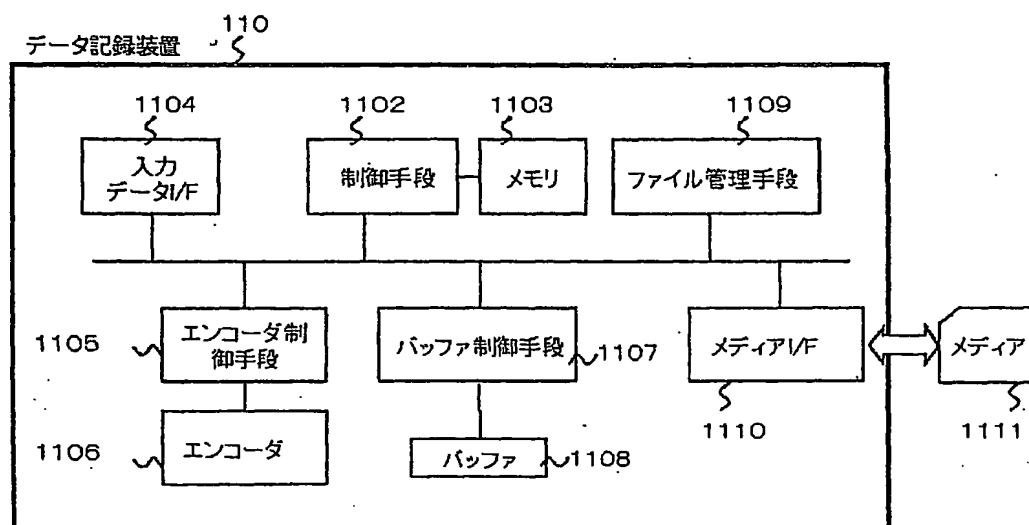 110
データ記録装置
1104
1102
1103
1109
入力
データI/F
制御手段
メモリ
ファイル管理手段
1105
エンコーダ制
御手段
バッファ制御手段
1107
メディアI/F
メディア
1110
1111
1106
エンコーダ
バッファ
1108